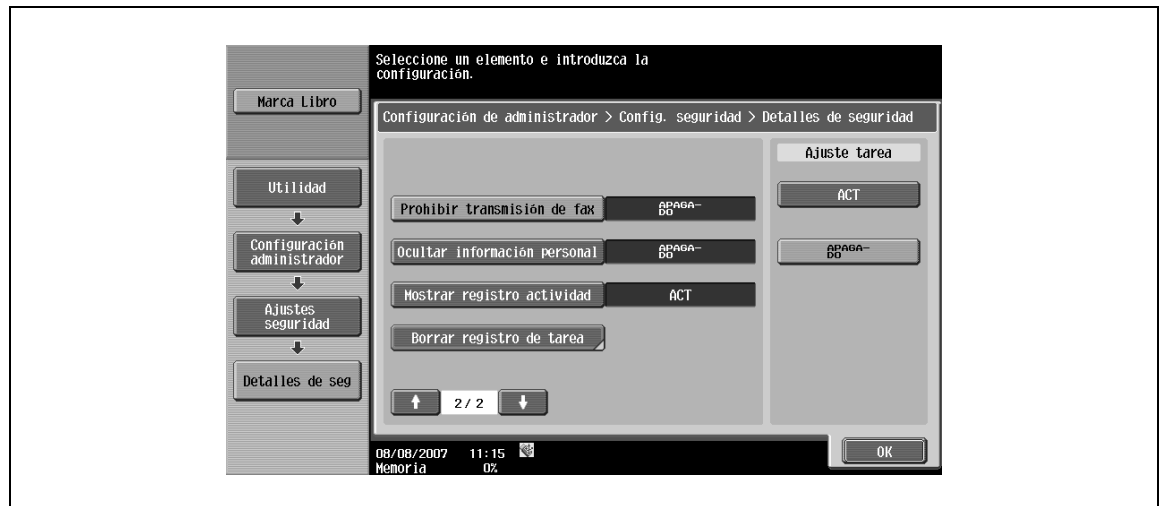 Seleccione un elemento e introduzca la
configuración.
Marca Libro
Configuración de administrador > Config. seguridad > Detalles de seguridad
Ajuste tarea
Utilidad
ACT
Prohibir transmisión de fax
APAGA-
DO
Configuración
administrador
Ocultar información personal
APAGA-
DO
APAGA-
DO
Mostrar registro actividad
ACT
Ajustes
seguridad
Borrar registro de tarea
Detalles de seg
2/ 2
08/08/2007 11:15
Memoria 0%
OK